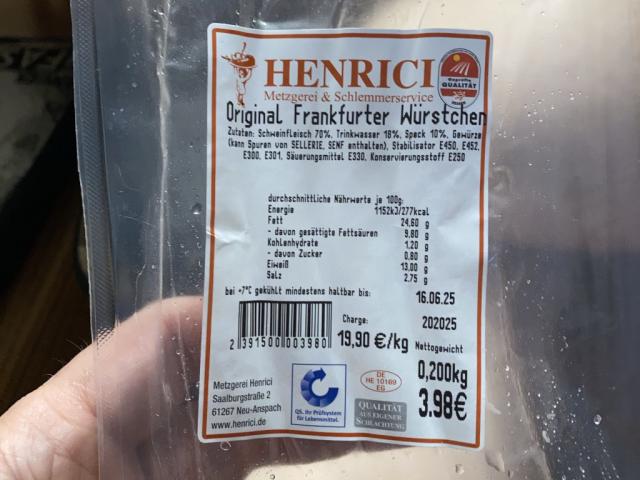 HENRICI
Metzgerei & Schlemmerservice
Geprüfte
QUALITÄT
Original Frankfurter Würstchen
Zutaten: Schweinfleisch 70%, Trinkwasser 18%, Speck 10%, Gewürze
(kann Spuren von SELLERIE, SENF enthalten), Stabilisator E450, E452,
E300, E301, Säuerungsmittel E330, Konservierungsstoff E250
durchschnittliche Nährwerte je 100g:
Energie 1152kJ/277kcal
Fett 24,60 g
- davon gesättigte Fettsäuren 9,80 g
Kohlenhydrate 1,20 g
- davon Zucker 0,80 g
Eiweiß 13,00 g
Salz 2,75 g
bei +7°C gekühlt mindestens haltbar bis: 16.06.25
Charge: 202025
2 391500 003980
19,90 €/kg
Nettogewicht
0,200kg
3.98€
Metzgerei Henrici
Saalburgstraße 2
61267 Neu-Anspach
www.henrici.de
QS. Ihr Prüfsystem
für Lebensmittel.
DE
HE 10169
EG
QUALITÄT
AUS EIGENER
SCHLACHTUNG